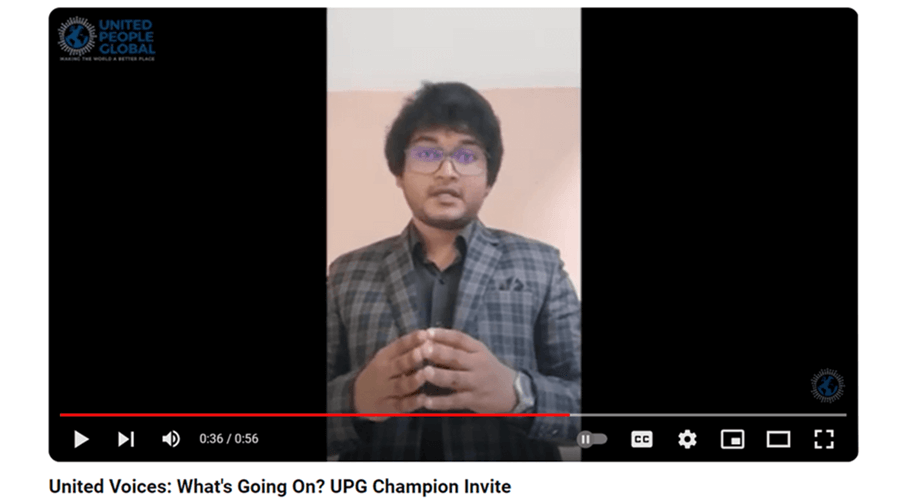 UNITED
PEOPLE
GLOBAL
MAKING THE WORLD A BETTER PLACE
0:36 / 0:56
CC
United Voices: What's Going On? UPG Champion Invite